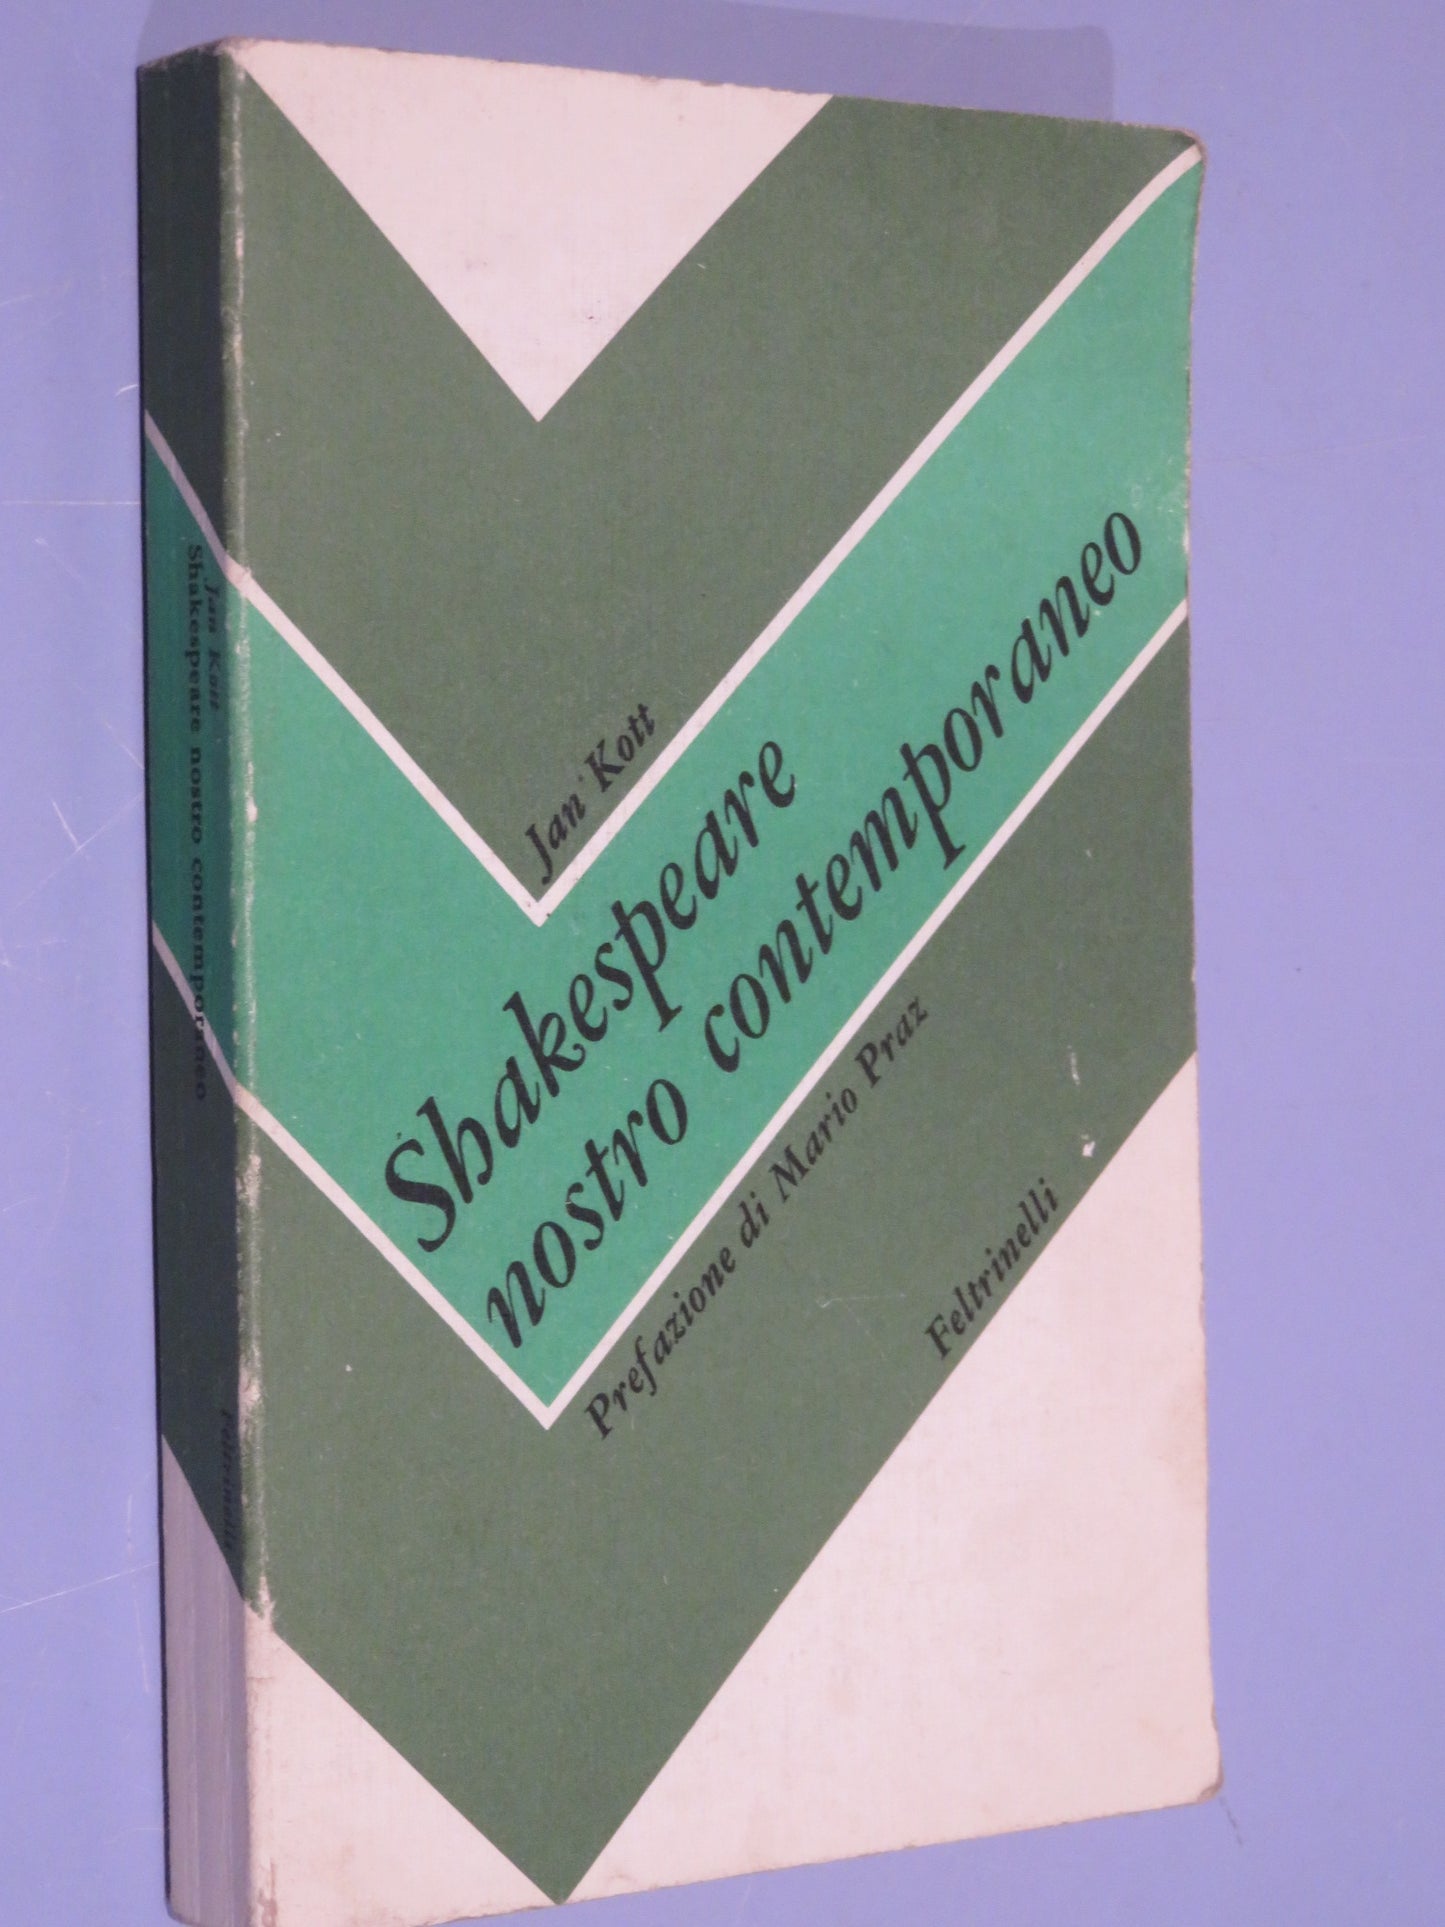 Jan Kott
Shakespeare
nostro contemporaneo
Prefazione di Mario Praz
Feltrinelli
Jan Kott
Shakespeare nostro contemporaneo
Feltrinelli